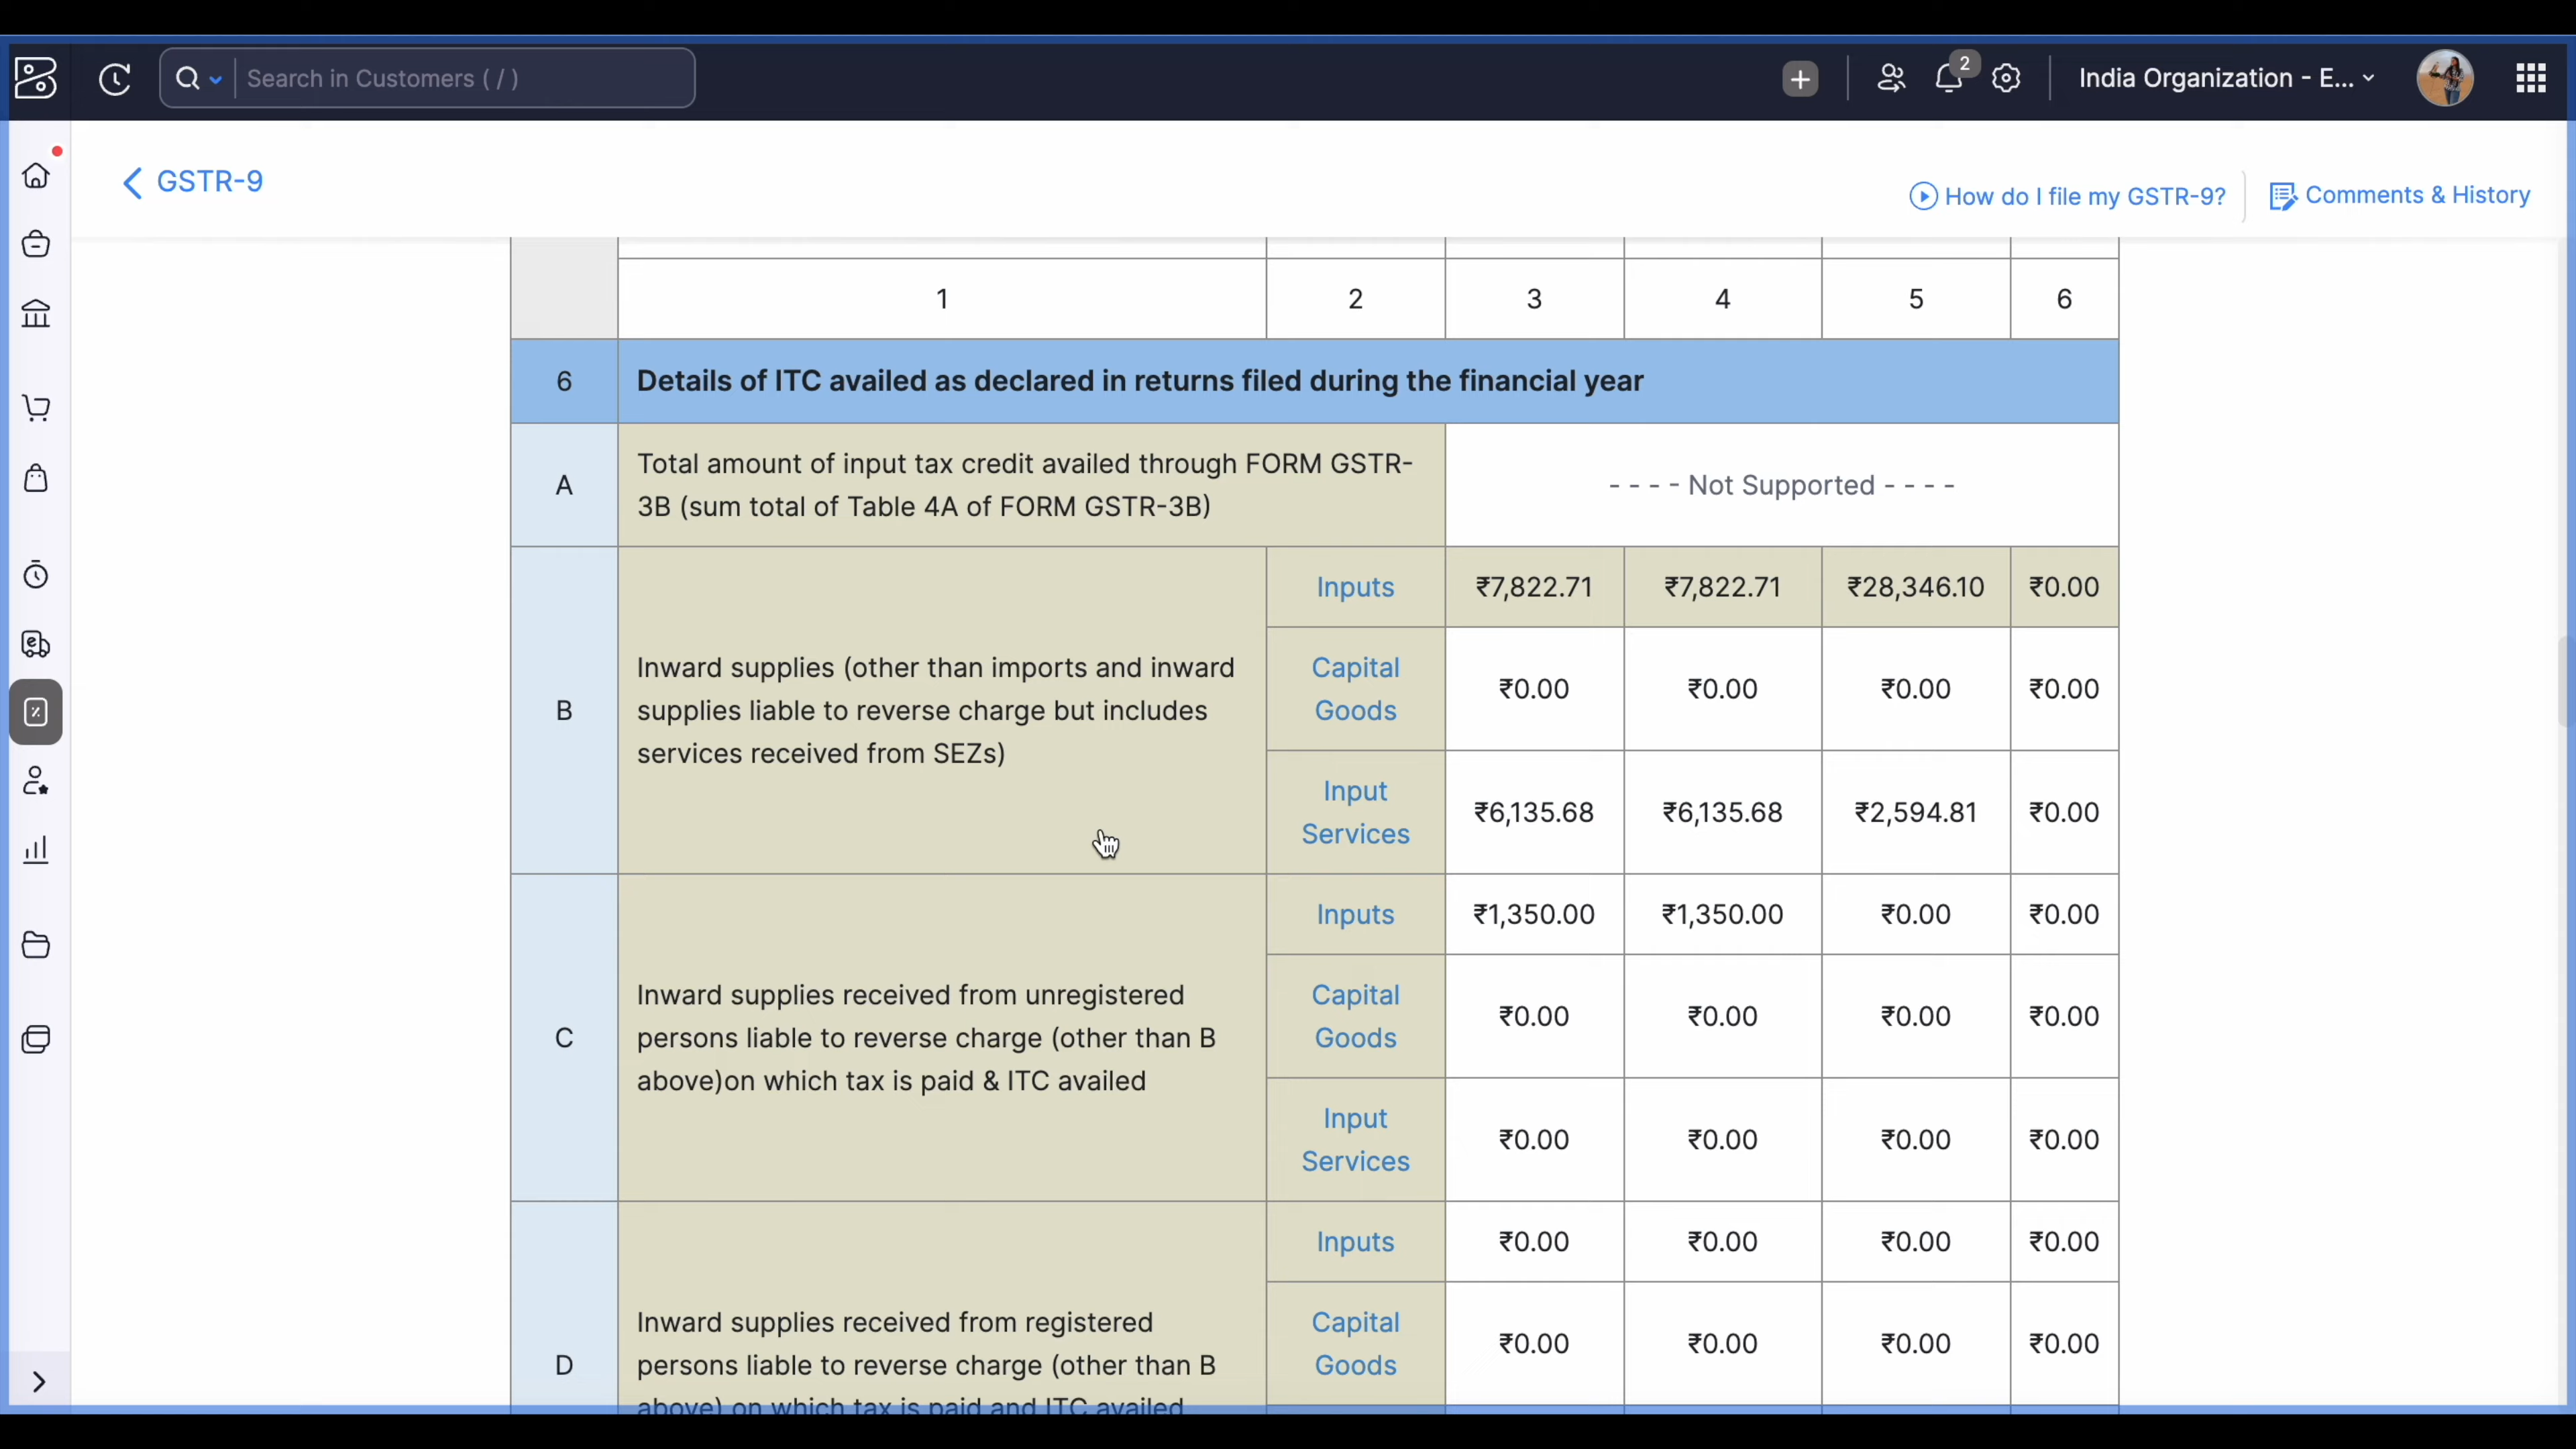 Search in Customers ( / )
2
India Organization - E...
GSTR-9
How do I file my GSTR-9?
Comments & History
1 2 3 4 5 6
6 Details of ITC availed as declared in returns filed during the financial year
A
Total amount of input tax credit availed through FORM GSTR-
3B (sum total of Table 4A of FORM GSTR-3B)
- - - - Not Supported - - - -
B
Inward supplies (other than imports and inward
supplies liable to reverse charge but includes
services received from SEZs)
Inputs ₹7,822.71 ₹7,822.71 ₹28,346.10 ₹0.00
Capital
Goods
₹0.00 ₹0.00 ₹0.00 ₹0.00
Input
Services
₹6,135.68 ₹6,135.68 ₹2,594.81 ₹0.00
C
Inward supplies received from unregistered
persons liable to reverse charge (other than B
above)on which tax is paid & ITC availed
Inputs ₹1,350.00 ₹1,350.00 ₹0.00 ₹0.00
Capital
Goods
₹0.00 ₹0.00 ₹0.00 ₹0.00
Input
Services
₹0.00 ₹0.00 ₹0.00 ₹0.00
D
Inward supplies received from registered
persons liable to reverse charge (other than B
above) on which tax is paid and ITC availed
Inputs ₹0.00 ₹0.00 ₹0.00 ₹0.00
Capital
Goods
₹0.00 ₹0.00 ₹0.00 ₹0.00